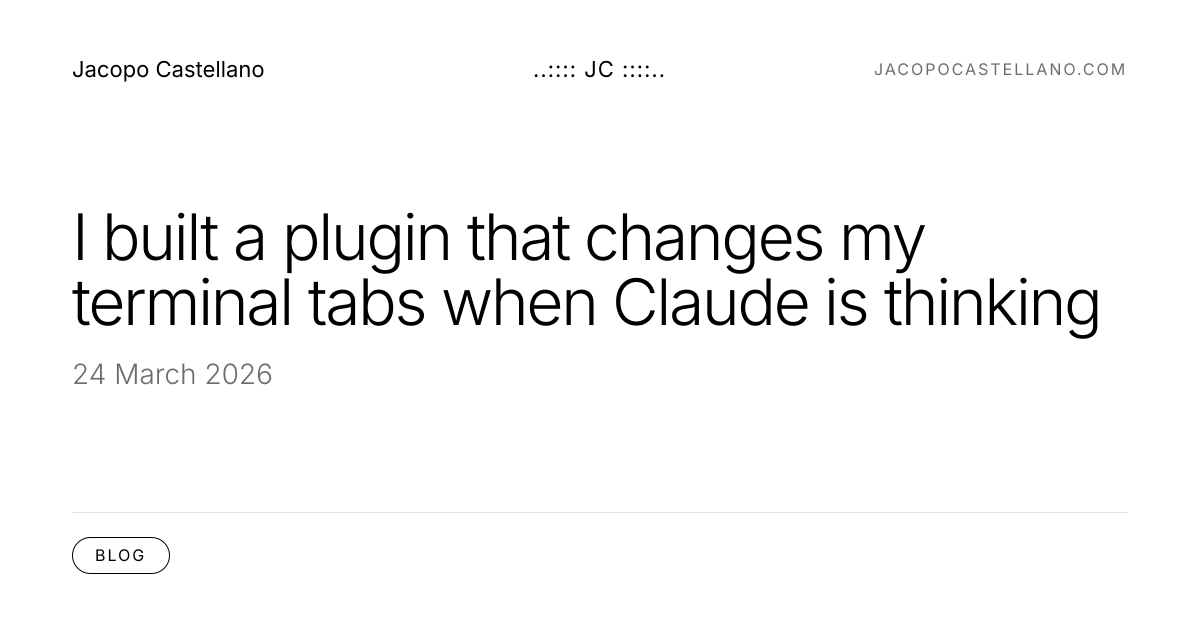 Jacopo Castellano
..:::: JC ::::..
JACOPOCASTELLANO.COM
I built a plugin that changes my
terminal tabs when Claude is thinking
24 March 2026
BLOG